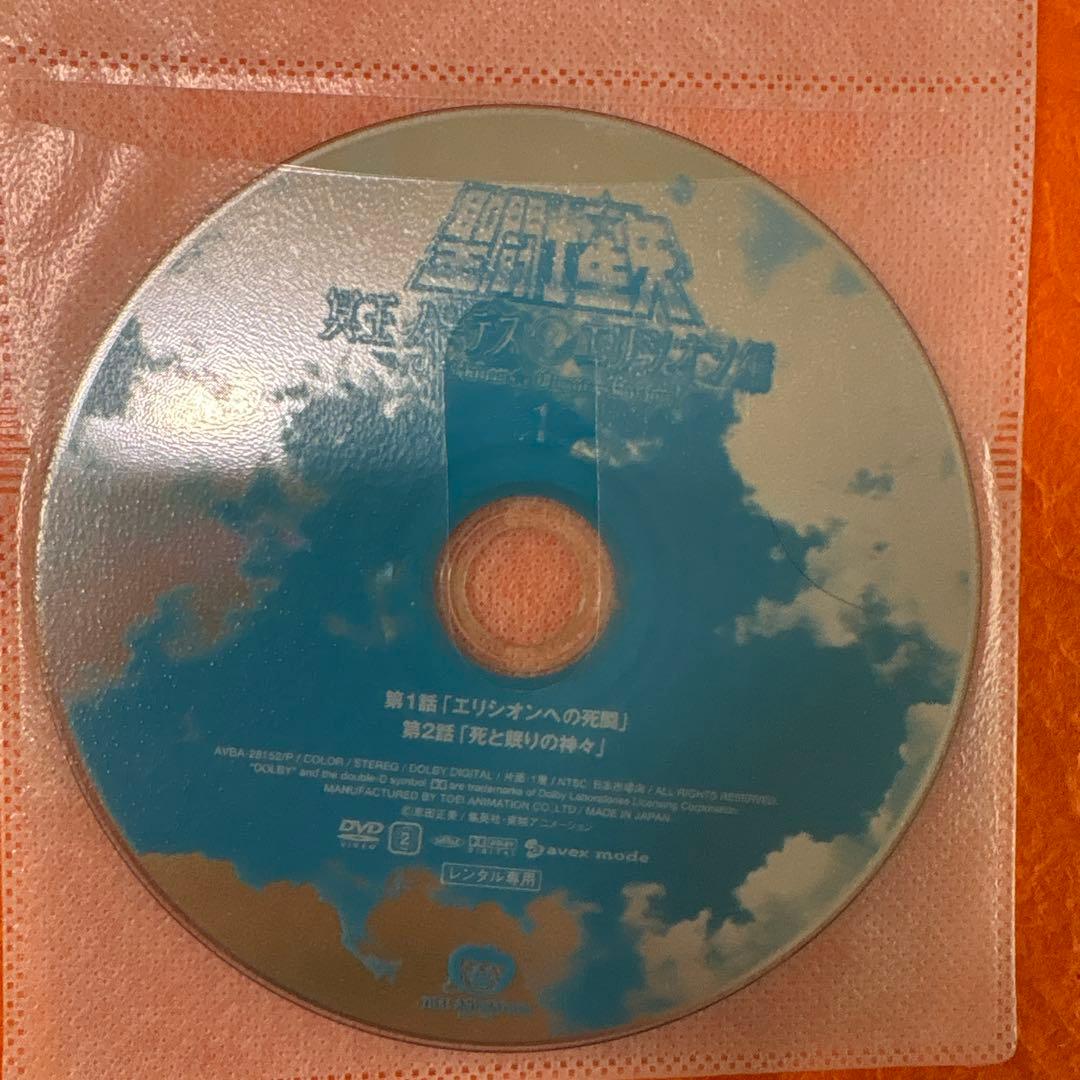 聖闘士星矢
冥王 ハーデス エリシオン編
1
第1話「エリシオンへの死闘」
第2話「死と眠りの神々」
AVBA-28152/P / COLOR / STEREO / DOLBY DIGITAL / 片面・1層 / NTSC 日本市場向 / ALL RIGHTS RESERVED.
"DOLBY" and the double-D symbol are trademarks of Dolby Laboratories Licensing Corporation.
MANUFACTURED BY TOEI ANIMATION CO.,LTD / MADE IN JAPAN
©車田正美 / 集英社・東映アニメーション
DVD VIDEO 2 DOLBY DIGITAL avex mode
レンタル専用